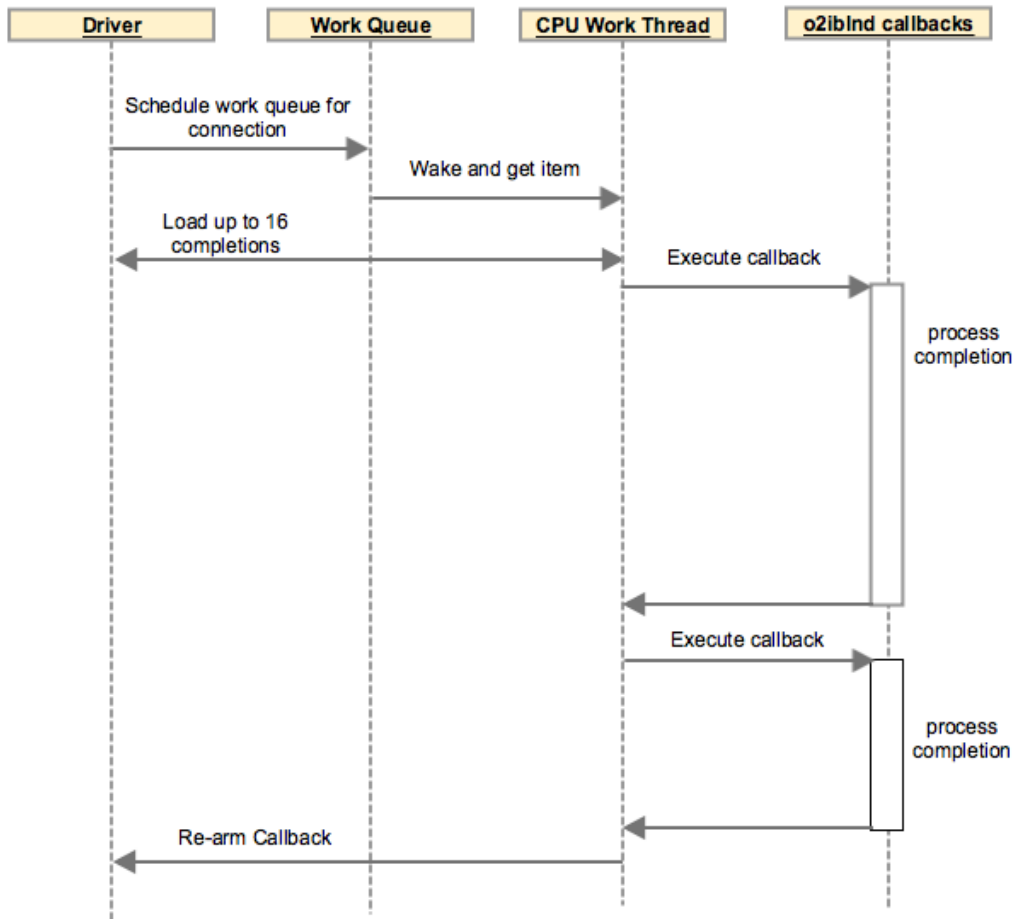 Driver
Work Queue
CPU Work Thread
o2iblnd callbacks
Schedule work queue for
connection
Wake and get item
Load up to 16
completions
Execute callback
process
completion
Execute callback
process
completion
Re-arm Callback